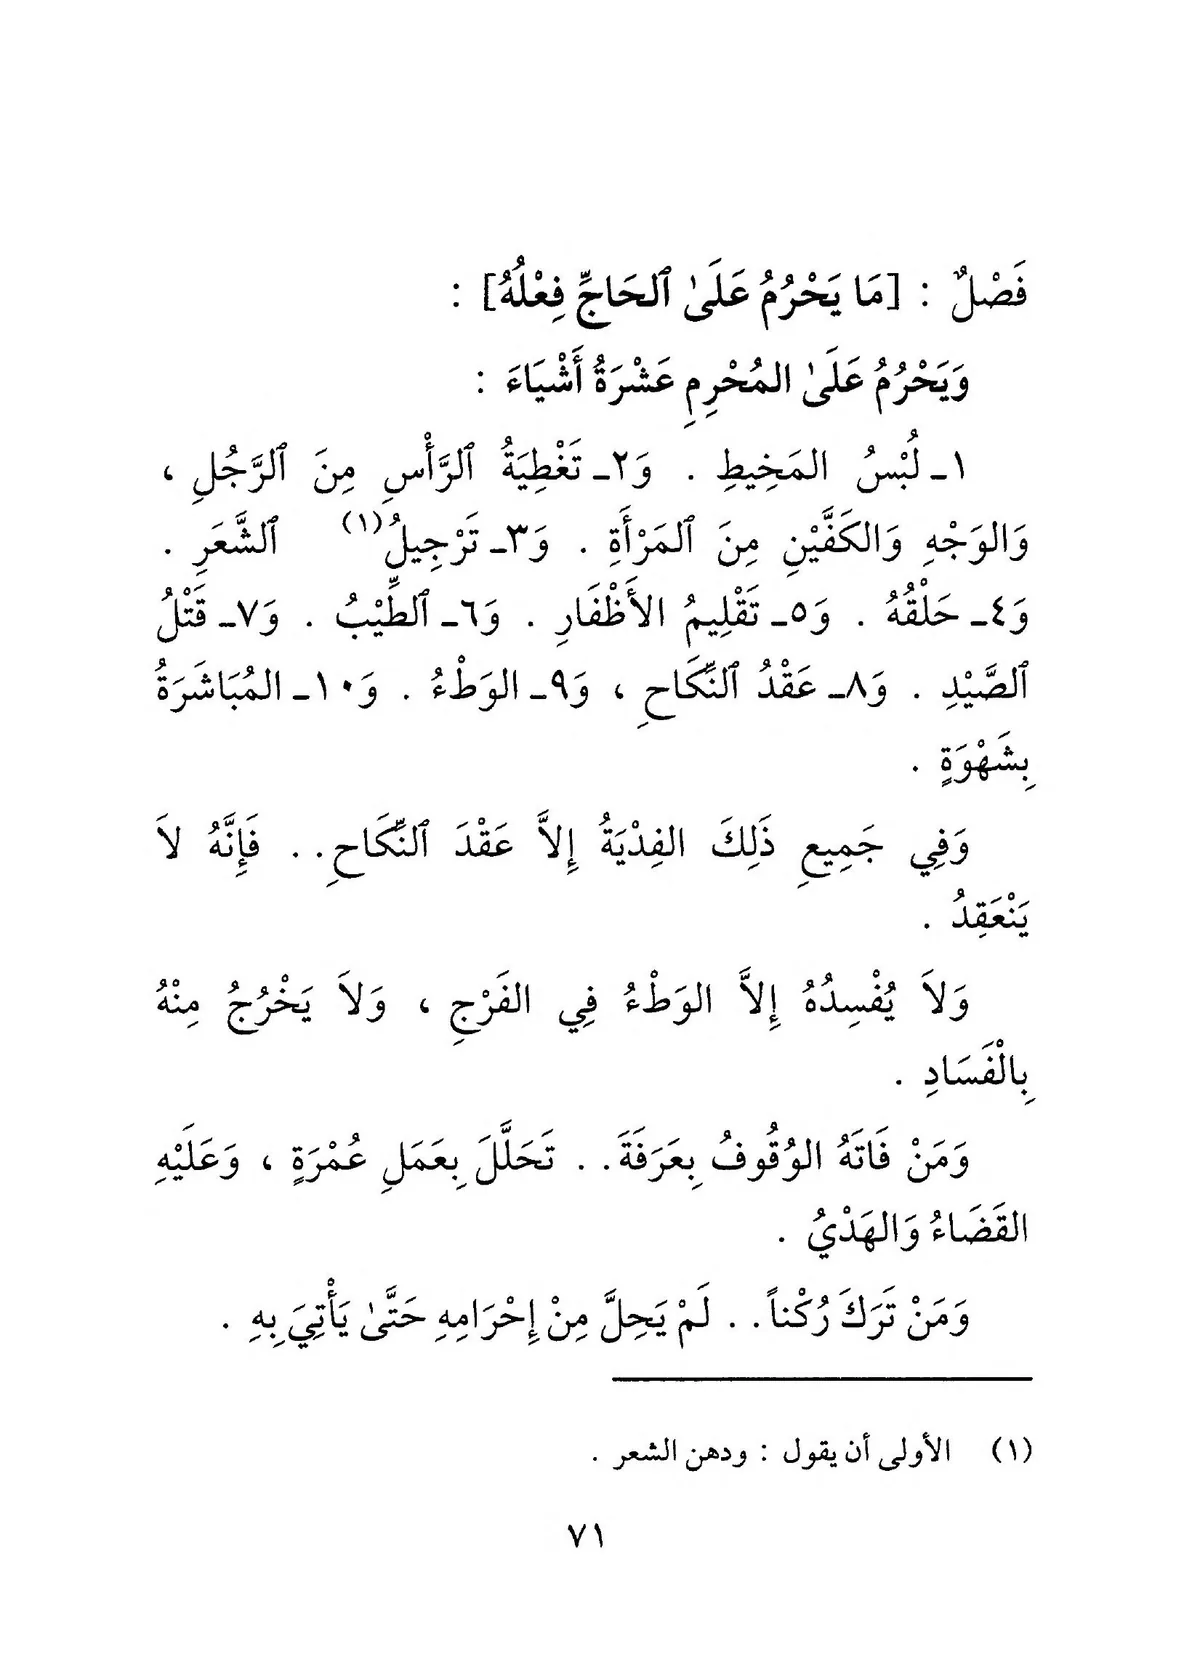 فَصْلٌ : [مَا يَحْرُمُ عَلَىٰ ٱلحَاجِّ فِعْلُهُ] :
وَيَحْرُمُ عَلَىٰ المُحْرِمِ عَشْرَةُ أَشْيَاءَ :
١ـ لُبْسُ المَخِيطِ . وَ٢ـ تَغْطِيَةُ ٱلرَّأْسِ مِنَ ٱلرَّجُلِ ،
وَالوَجْهِ وَالكَفَّيْنِ مِنَ ٱلمَرْأَةِ . وَ٣ـ تَرْجِيلُ(١) ٱلشَّعَرِ .
وَ٤ـ حَلْقُهُ . وَ٥ـ تَقْلِيمُ الأَظْفَارِ . وَ٦ـ ٱلطِّيْبُ . وَ٧ـ قَتْلُ
ٱلصَّيْدِ . وَ٨ـ عَقْدُ ٱلنِّكَاحِ ، وَ٩ـ الوَطْءُ . وَ١٠ـ المُبَاشَرَةُ
بِشَهْوَةٍ .
وَفِي جَمِيعِ ذَلِكَ الفِدْيَةُ إِلاَّ عَقْدَ ٱلنِّكَاحِ.. فَإِنَّهُ لاَ
يَنْعَقِدُ .
وَلاَ يُفْسِدُهُ إِلاَّ الوَطْءُ فِي الفَرْجِ ، وَلاَ يَخْرُجُ مِنْهُ
بِالْفَسَادِ .
وَمَنْ فَاتَهُ الوُقُوفُ بِعَرَفَةَ.. تَحَلَّلَ بِعَمَلِ عُمْرَةٍ ، وَعَلَيْهِ
القَضَاءُ وَالهَدْيُ .
وَمَنْ تَرَكَ رُكْناً.. لَمْ يَحِلَّ مِنْ إِحْرَامِهِ حَتَّىٰ يَأْتِيَ بِهِ .
(١) الأولى أن يقول : ودهن الشعر .
٧١